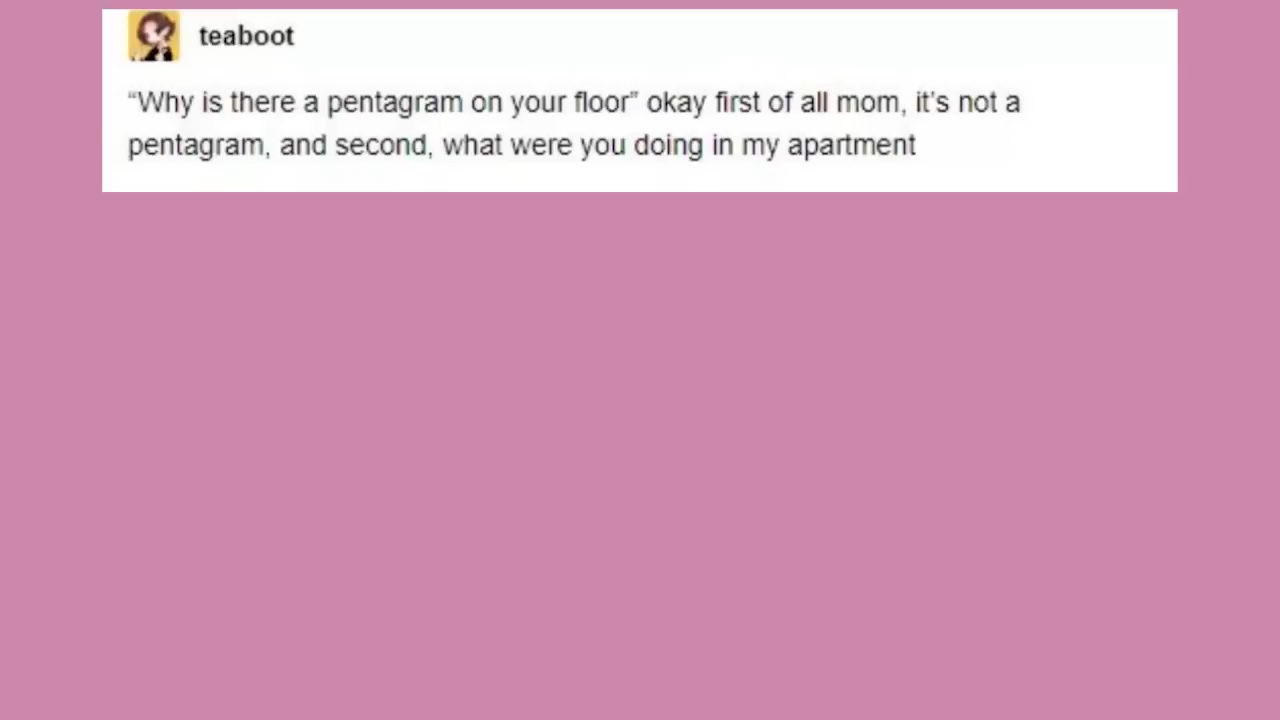 teaboot
“Why is there a pentagram on your floor” okay first of all mom, it’s not a
pentagram, and second, what were you doing in my apartment